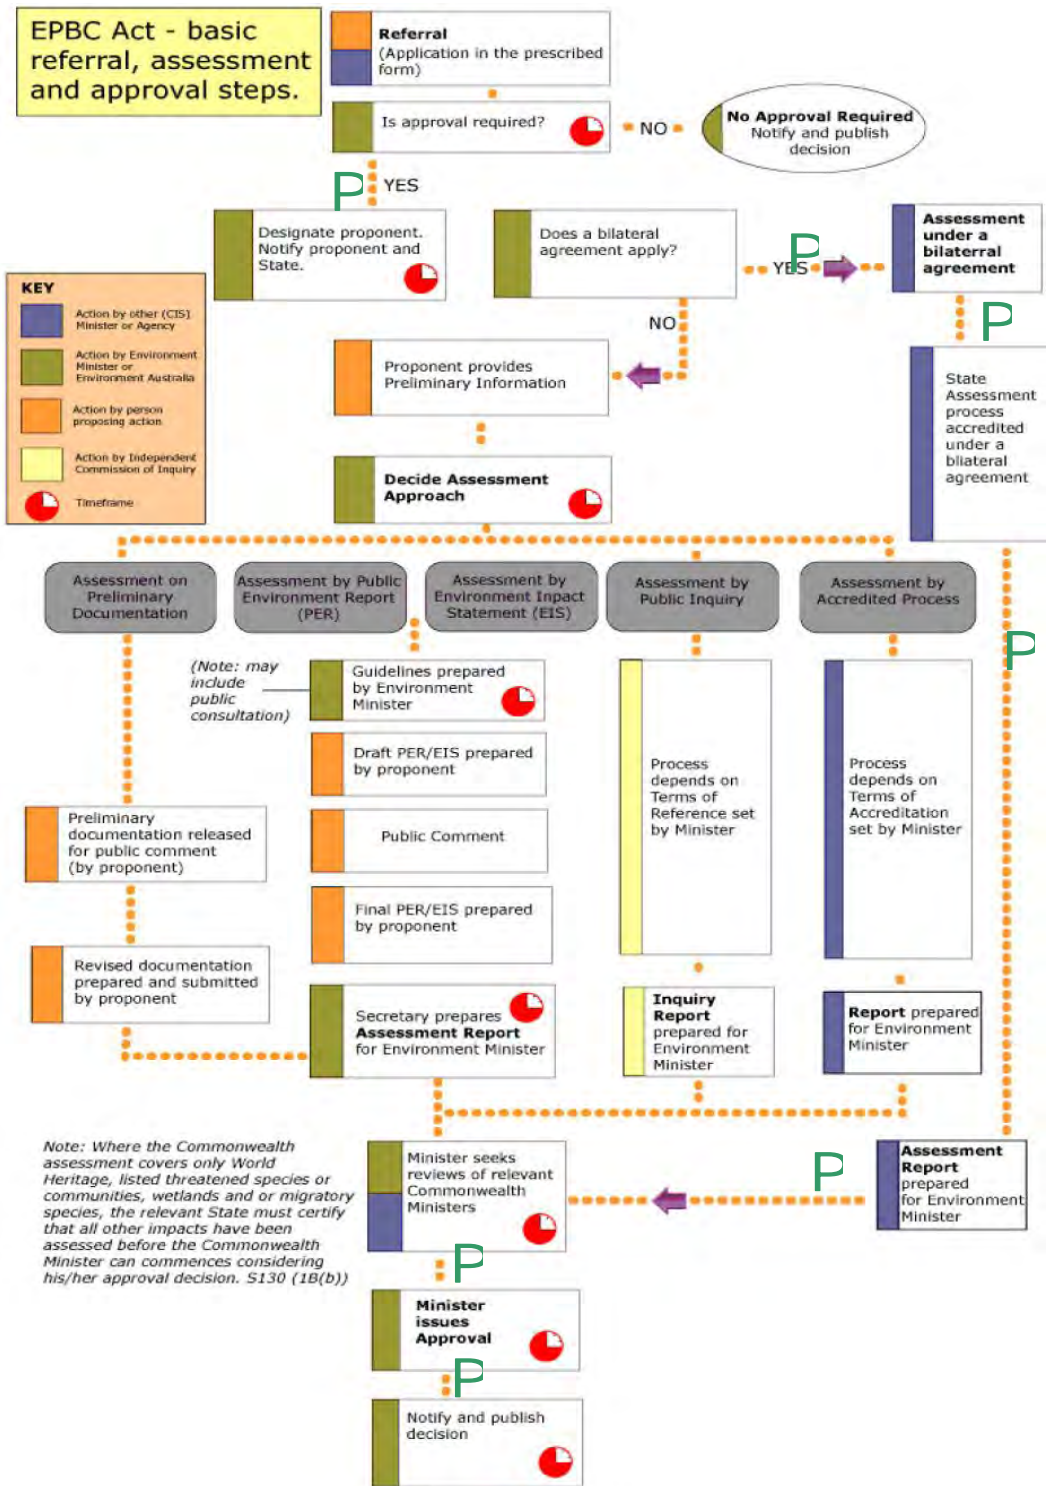 EPBC Act - basic
referral, assessment
and approval steps.
Referral
(Application in the prescribed
form)
Is approval required?
NO
No Approval Required
Notify and publish
decision
P
YES
Designate proponent.
Notify proponent and
State.
Does a bilateral
agreement apply?
P
YES
Assessment
under a
bilaterral
agreement
KEY
Action by other (CIS)
Minister or Agency
Action by Environment
Minister or
Environment Australia
Action by person
proposing action
Action by Independent
Commission of Inquiry
Timeframe
NO
P
Proponent provides
Preliminary Information
State
Assessment
process
accredited
under a
bliateral
agreement
Decide Assessment
Approach
Assessment on
Preliminary
Documentation
Assessment by Public
Environment Report
(PER)
Assessment by
Environment Inpact
Statement (EIS)
Assessment by
Public Inquiry
Assessment by
Accredited Process
P
(Note: may
include
public
consultation)
Guidelines prepared
by Environment
Minister
Draft PER/EIS prepared
by proponent
Public Comment
Final PER/EIS prepared
by proponent
Process
depends on
Terms of
Reference set
by Minister
Process
depends on
Terms of
Accreditation
set by Minister
Preliminary
documentation released
for public comment
(by proponent)
Revised documentation
prepared and submitted
by proponent
Secretary prepares
Assessment Report
for Environment Minister
Inquiry
Report
prepared for
Environment
Minister
Report prepared
for Environment
Minister
Note: Where the Commonwealth
assessment covers only World
Heritage, listed threatened species or
communities, wetlands and or migratory
species, the relevant State must certify
that all other impacts have been
assessed before the Commonwealth
Minister can commences considering
his/her approval decision. S130 (1B(b))
Minister seeks
reviews of relevant
Commonwealth
Ministers
P
Assessment
Report
prepared
for Environment
Minister
P
Minister
issues
Approval
P
Notify and publish
decision